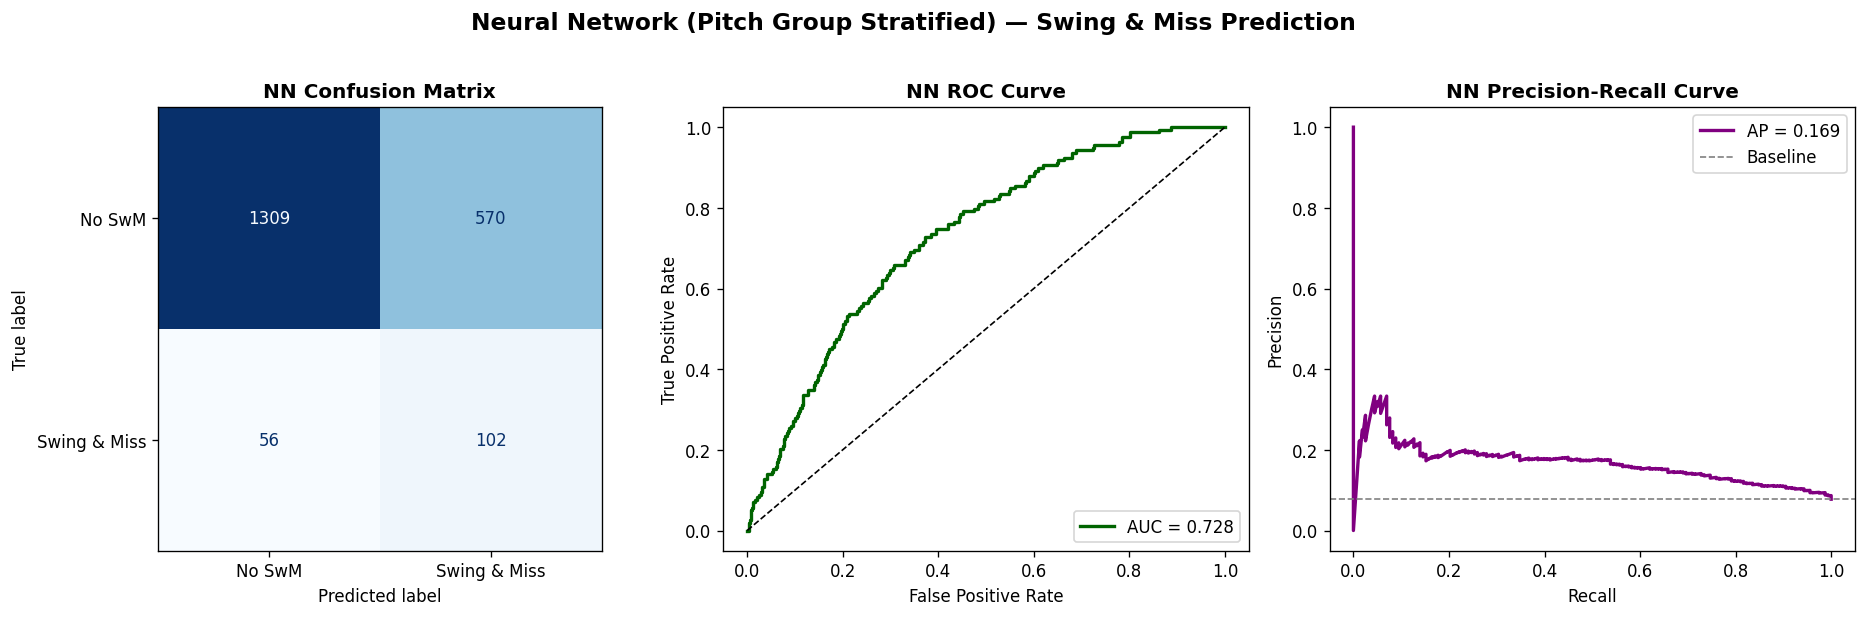 Neural Network (Pitch Group Stratified) — Swing & Miss Prediction
NN Confusion Matrix
True label
No SwM
Swing & Miss
1309
570
56
102
No SwM
Swing & Miss
Predicted label
NN ROC Curve
True Positive Rate
1.0
0.8
0.6
0.4
0.2
0.0
AUC = 0.728
0.0
0.2
0.4
0.6
0.8
1.0
False Positive Rate
NN Precision-Recall Curve
Precision
1.0
0.8
0.6
0.4
0.2
0.0
AP = 0.169
Baseline
0.0
0.2
0.4
0.6
0.8
1.0
Recall